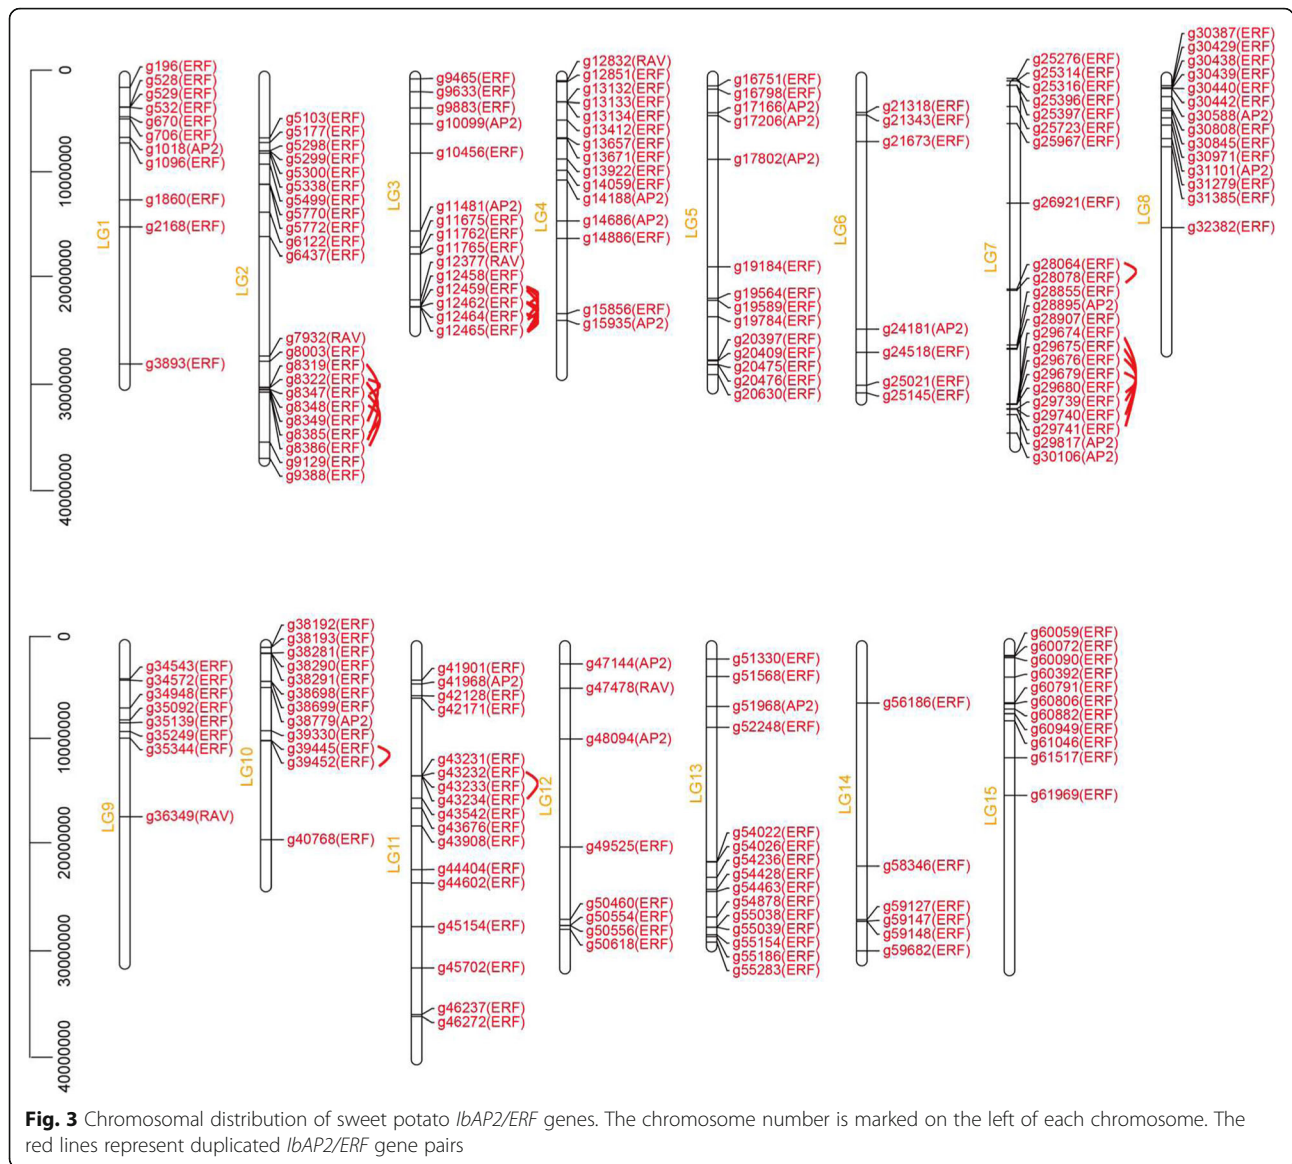 0
10000000
20000000
30000000
40000000
LG1
g196(ERF)
g528(ERF)
g529(ERF)
g532(ERF)
g670(ERF)
g706(ERF)
g1018(AP2)
g1096(ERF)
g1860(ERF)
g2168(ERF)
g3893(ERF)
LG2
g5103(ERF)
g5177(ERF)
g5298(ERF)
g5299(ERF)
g5300(ERF)
g5338(ERF)
g5499(ERF)
g5770(ERF)
g5772(ERF)
g6122(ERF)
g6437(ERF)
g7932(RAV)
g8003(ERF)
g8319(ERF)
g8322(ERF)
g8347(ERF)
g8348(ERF)
g8349(ERF)
g8385(ERF)
g8386(ERF)
g9129(ERF)
g9388(ERF)
LG3
g9465(ERF)
g9633(ERF)
g9883(ERF)
g10099(AP2)
g10456(ERF)
g11481(AP2)
g11675(ERF)
g11762(ERF)
g11765(ERF)
g12377(RAV)
g12458(ERF)
g12459(ERF)
g12462(ERF)
g12464(ERF)
g12465(ERF)
LG4
g12832(RAV)
g12851(ERF)
g13132(ERF)
g13133(ERF)
g13134(ERF)
g13412(ERF)
g13657(ERF)
g13671(ERF)
g13922(ERF)
g14059(ERF)
g14188(AP2)
g14686(AP2)
g14886(ERF)
g15856(ERF)
g15935(AP2)
LG5
g16751(ERF)
g16798(ERF)
g17166(AP2)
g17206(AP2)
g17802(AP2)
g19184(ERF)
g19564(ERF)
g19589(ERF)
g19784(ERF)
g20397(ERF)
g20409(ERF)
g20475(ERF)
g20476(ERF)
g20630(ERF)
LG6
g21318(ERF)
g21343(ERF)
g21673(ERF)
g24181(AP2)
g24518(ERF)
g25021(ERF)
g25145(ERF)
LG7
g25276(ERF)
g25314(ERF)
g25316(ERF)
g25396(ERF)
g25397(ERF)
g25723(ERF)
g25967(ERF)
g26921(ERF)
g28064(ERF)
g28078(ERF)
g28855(ERF)
g28895(AP2)
g28907(ERF)
g29674(ERF)
g29675(ERF)
g29676(ERF)
g29679(ERF)
g29680(ERF)
g29739(ERF)
g29740(ERF)
g29741(ERF)
g29817(AP2)
g30106(AP2)
LG8
g30387(ERF)
g30429(ERF)
g30438(ERF)
g30439(ERF)
g30440(ERF)
g30442(ERF)
g30588(AP2)
g30808(ERF)
g30845(ERF)
g30971(ERF)
g31101(AP2)
g31279(ERF)
g31385(ERF)
g32382(ERF)
0
10000000
20000000
30000000
40000000
LG9
g34543(ERF)
g34572(ERF)
g34948(ERF)
g35092(ERF)
g35139(ERF)
g35249(ERF)
g35344(ERF)
g36349(RAV)
LG10
g38192(ERF)
g38193(ERF)
g38281(ERF)
g38290(ERF)
g38291(ERF)
g38698(ERF)
g38699(ERF)
g38779(AP2)
g39330(ERF)
g39445(ERF)
g39452(ERF)
g40768(ERF)
LG11
g41901(ERF)
g41968(AP2)
g42128(ERF)
g42171(ERF)
g43231(ERF)
g43232(ERF)
g43233(ERF)
g43234(ERF)
g43542(ERF)
g43676(ERF)
g43908(ERF)
g44404(ERF)
g44602(ERF)
g45154(ERF)
g45702(ERF)
g46237(ERF)
g46272(ERF)
LG12
g47144(AP2)
g47478(RAV)
g48094(AP2)
g49525(ERF)
g50460(ERF)
g50554(ERF)
g50556(ERF)
g50618(ERF)
LG13
g51330(ERF)
g51568(ERF)
g51968(AP2)
g52248(ERF)
g54022(ERF)
g54026(ERF)
g54236(ERF)
g54428(ERF)
g54463(ERF)
g54878(ERF)
g55038(ERF)
g55039(ERF)
g55154(ERF)
g55186(ERF)
g55283(ERF)
LG14
g56186(ERF)
g58346(ERF)
g59127(ERF)
g59147(ERF)
g59148(ERF)
g59682(ERF)
LG15
g60059(ERF)
g60072(ERF)
g60090(ERF)
g60392(ERF)
g60791(ERF)
g60806(ERF)
g60882(ERF)
g60949(ERF)
g61046(ERF)
g61517(ERF)
g61969(ERF)
Fig. 3 Chromosomal distribution of sweet potato IbAP2/ERF genes. The chromosome number is marked on the left of each chromosome. The
red lines represent duplicated IbAP2/ERF gene pairs